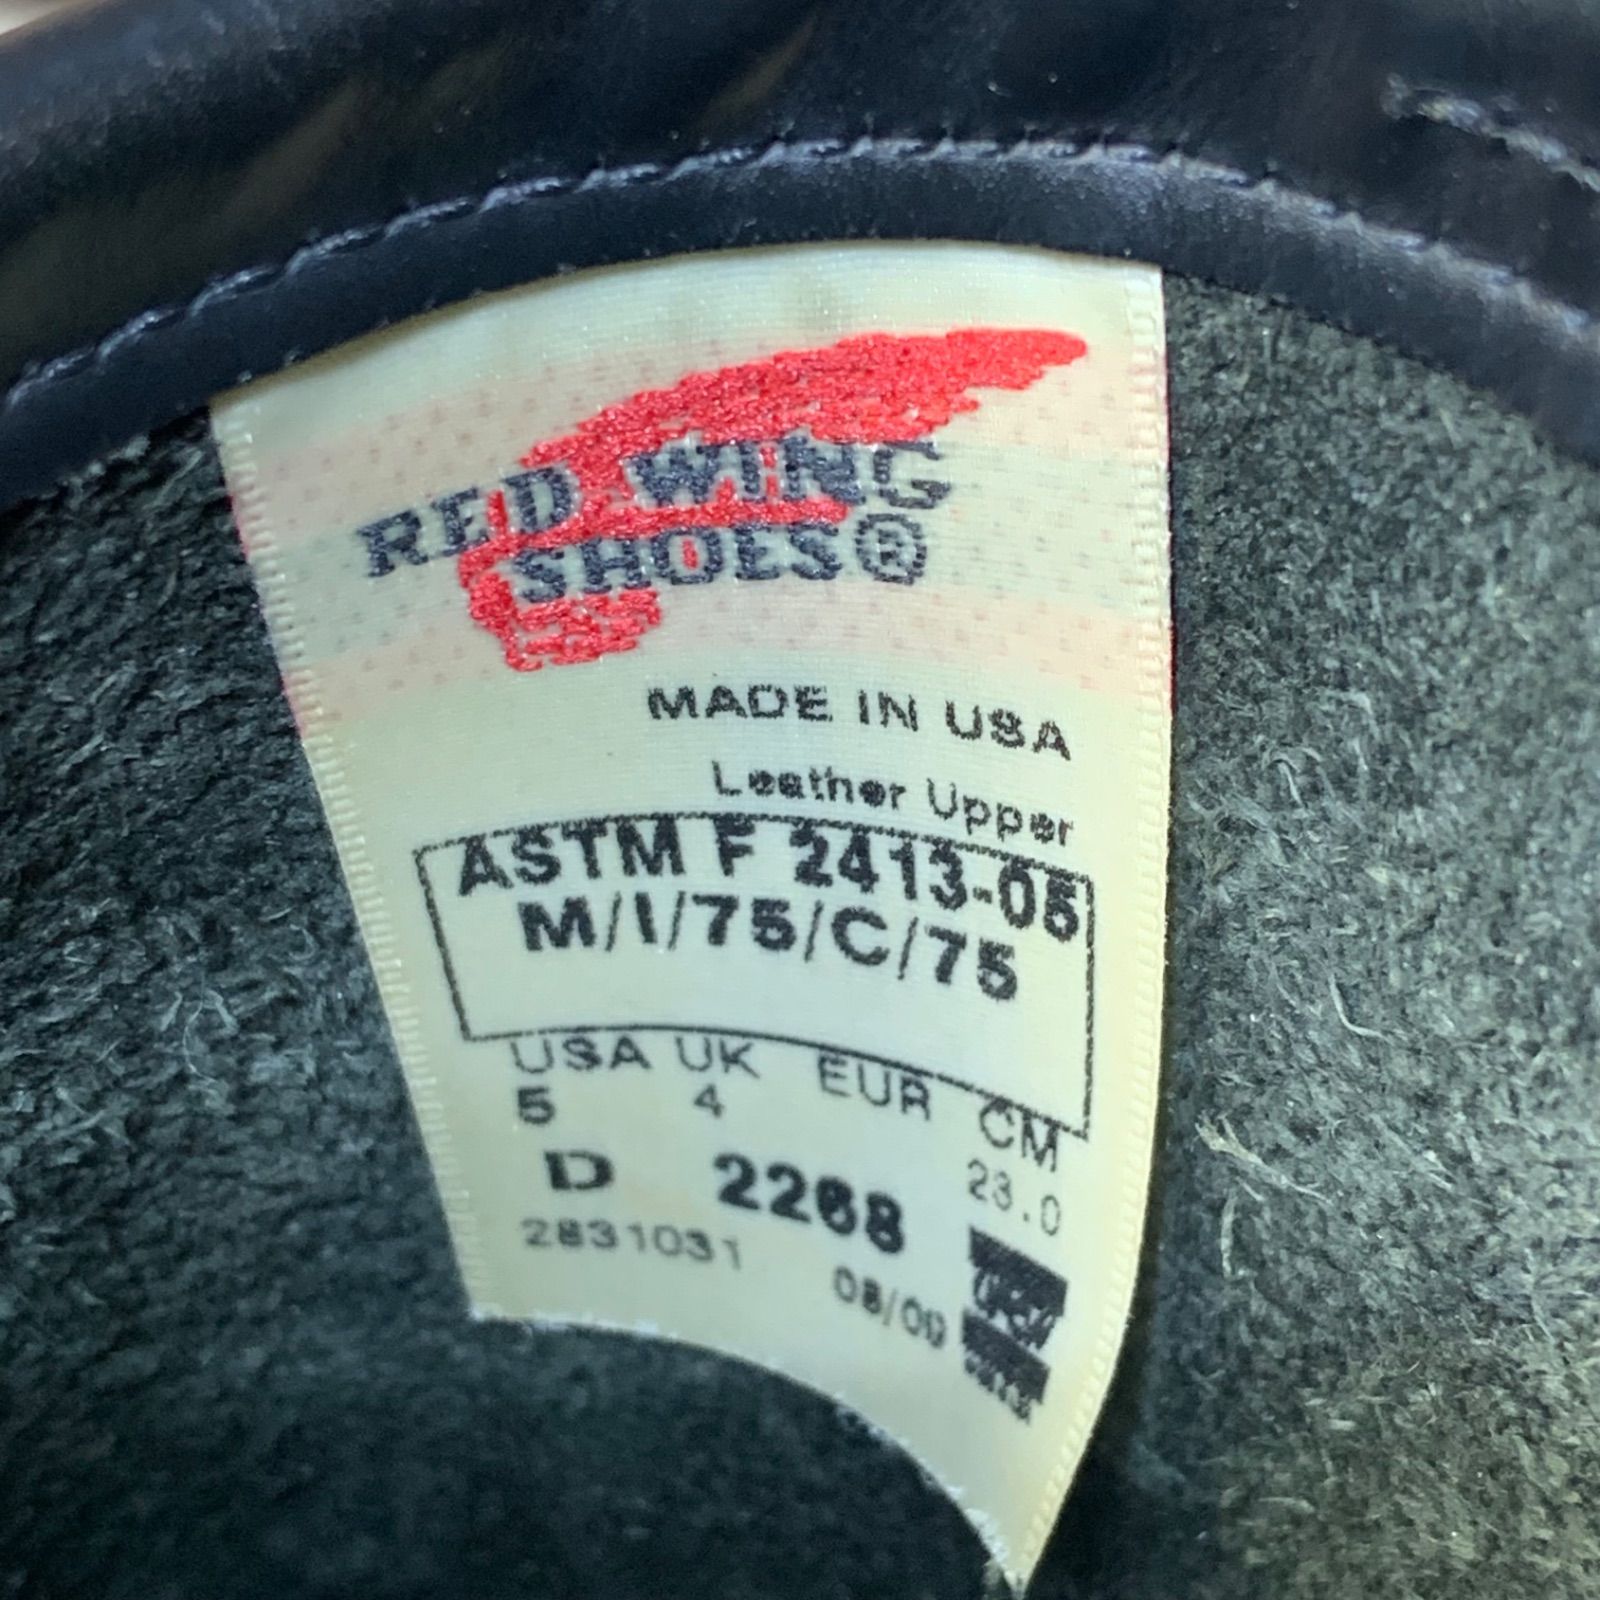 RED WING
SHOES®
MADE IN USA
Leather Upper
ASTM F 2413-05
M/I/75/C/75
USA UK EUR CM
5 4 23.0
D 2268
2831031
08/09